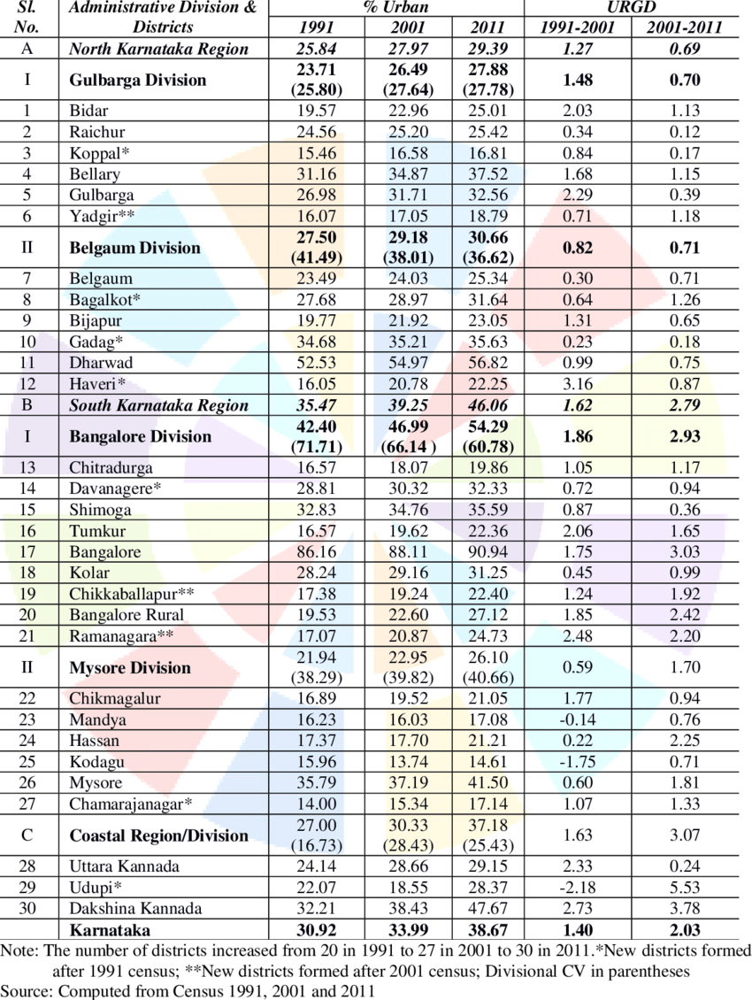 Sl. No. Administrative Division & Districts % Urban URGD
1991 2001 2011 1991-2001 2001-2011
A North Karnataka Region 25.84 27.97 29.39 1.27 0.69
I Gulbarga Division 23.71 (25.80) 26.49 (27.64) 27.88 (27.78) 1.48 0.70
1 Bidar 19.57 22.96 25.01 2.03 1.13
2 Raichur 24.56 25.20 25.42 0.34 0.12
3 Koppal* 15.46 16.58 16.81 0.84 0.17
4 Bellary 31.16 34.87 37.52 1.68 1.15
5 Gulbarga 26.98 31.71 32.56 2.29 0.39
6 Yadgir** 16.07 17.05 18.79 0.71 1.18
II Belgaum Division 27.50 (41.49) 29.18 (38.01) 30.66 (36.62) 0.82 0.71
7 Belgaum 23.49 24.03 25.34 0.30 0.71
8 Bagalkot* 27.68 28.97 31.64 0.64 1.26
9 Bijapur 19.77 21.92 23.05 1.31 0.65
10 Gadag* 34.68 35.21 35.63 0.23 0.18
11 Dharwad 52.53 54.97 56.82 0.99 0.75
12 Haveri* 16.05 20.78 22.25 3.16 0.87
B South Karnataka Region 35.47 39.25 46.06 1.62 2.79
I Bangalore Division 42.40 (71.71) 46.99 (66.14 ) 54.29 (60.78) 1.86 2.93
13 Chitradurga 16.57 18.07 19.86 1.05 1.17
14 Davanagere* 28.81 30.32 32.33 0.72 0.94
15 Shimoga 32.83 34.76 35.59 0.87 0.36
16 Tumkur 16.57 19.62 22.36 2.06 1.65
17 Bangalore 86.16 88.11 90.94 1.75 3.03
18 Kolar 28.24 29.16 31.25 0.45 0.99
19 Chikkaballapur** 17.38 19.24 22.40 1.24 1.92
20 Bangalore Rural 19.53 22.60 27.12 1.85 2.42
21 Ramanagara** 17.07 20.87 24.73 2.48 2.20
II Mysore Division 21.94 (38.29) 22.95 (39.82) 26.10 (40.66) 0.59 1.70
22 Chikmagalur 16.89 19.52 21.05 1.77 0.94
23 Mandya 16.23 16.03 17.08 -0.14 0.76
24 Hassan 17.37 17.70 21.21 0.22 2.25
25 Kodagu 15.96 13.74 14.61 -1.75 0.71
26 Mysore 35.79 37.19 41.50 0.60 1.81
27 Chamarajanagar* 14.00 15.34 17.14 1.07 1.33
C Coastal Region/Division 27.00 (16.73) 30.33 (28.43) 37.18 (25.43) 1.63 3.07
28 Uttara Kannada 24.14 28.66 29.15 2.33 0.24
29 Udupi* 22.07 18.55 28.37 -2.18 5.53
30 Dakshina Kannada 32.21 38.43 47.67 2.73 3.78
Karnataka 30.92 33.99 38.67 1.40 2.03
Note: The number of districts increased from 20 in 1991 to 27 in 2001 to 30 in 2011.*New districts formed
after 1991 census; **New districts formed after 2001 census; Divisional CV in parentheses
Source: Computed from Census 1991, 2001 and 2011